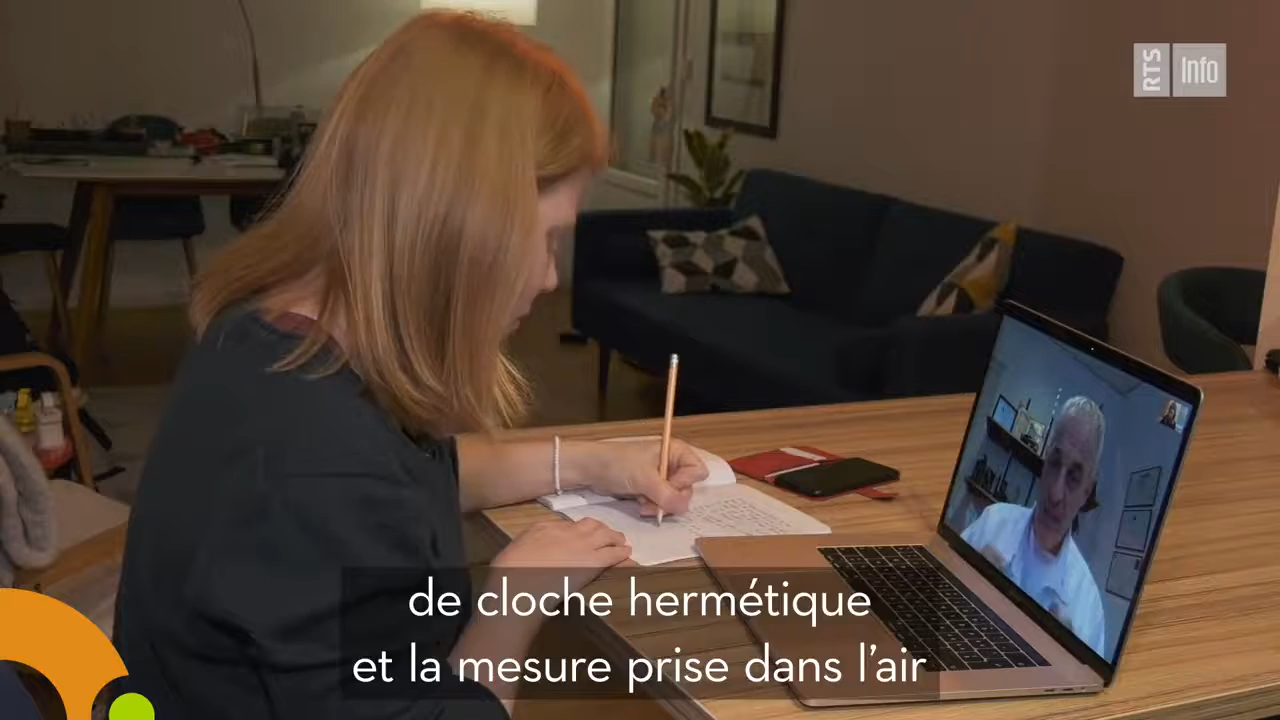 RTS Info
de cloche hermétique
et la mesure prise dans l'air